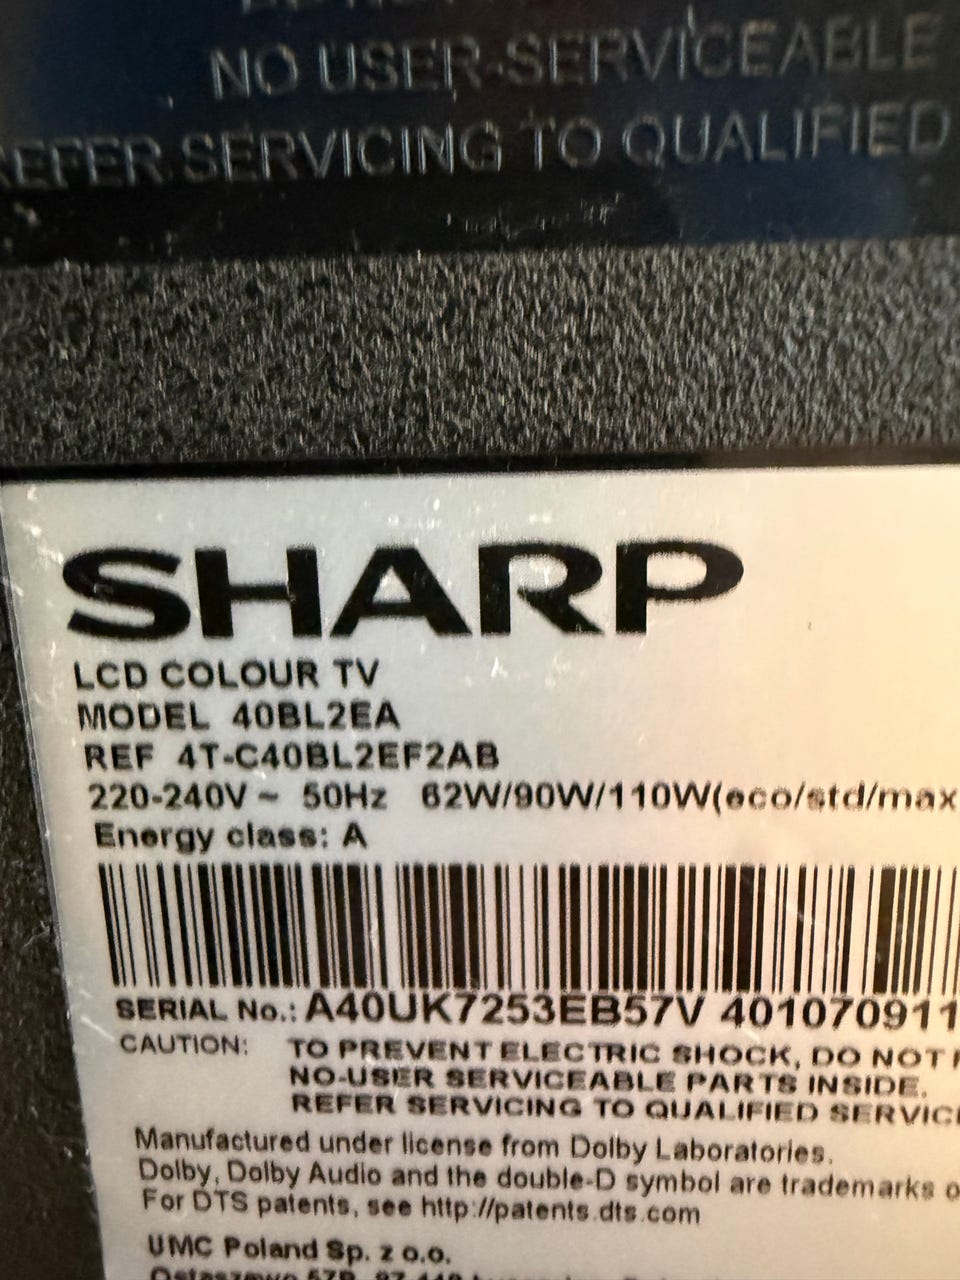 NO USER-SERVICEABLE
REFER SERVICING TO QUALIFIED
SHARP
LCD COLOUR TV
MODEL 40BL2EA
REF 4T-C40BL2EF2AB
220-240V ~ 50Hz 62W/90W/110W(eco/std/max
Energy class: A
SERIAL No.: A40UK7253EB57V 401070911
CAUTION: TO PREVENT ELECTRIC SHOCK, DO NOT
NO-USER SERVICEABLE PARTS INSIDE.
REFER SERVICING TO QUALIFIED SERVIC
Manufactured under license from Dolby Laboratories.
Dolby, Dolby Audio and the double-D symbol are trademarks o
For DTS patents, see http://patents.dts.com
UMC Poland Sp. z o.o.